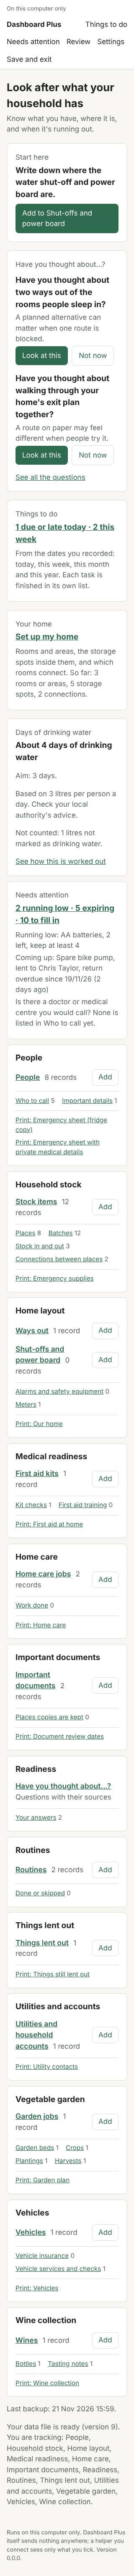 On this computer only
Dashboard Plus
Things to do
Needs attention Review Settings
Save and exit
Look after what your
household has
Know what you have, where it is,
and when it's running out.
Start here
Write down where the
water shut-off and power
board are.
Add to Shut-offs and
power board
Have you thought about...?
Have you thought about
two ways out of the
rooms people sleep in?
A planned alternative can
matter when one route is
blocked.
Look at this Not now
Have you thought about
walking through your
home's exit plan
together?
A route on paper may feel
different when people try it.
Look at this Not now
See all the questions
Things to do
1 due or late today · 2 this
week
From the dates you recorded:
today, this week, this month
and this year. Each task is
finished in its own list.
Your home
Set up my home
Rooms and areas, the storage
spots inside them, and which
rooms connect. So far: 3
rooms or areas, 5 storage
spots, 2 connections.
Days of drinking water
About 4 days of drinking
water
Aim: 3 days.
Based on 3 litres per person a
day. Check your local
authority's advice.
Not counted: 1 litres not
marked as drinking water.
See how this is worked out
Needs attention
2 running low · 5 expiring
· 10 to fill in
Running low: AA batteries, 2
left, keep at least 4
Coming up: Spare bike pump,
lent to Chris Taylor, return
overdue since 19/11/26 (2
days ago)
Is there a doctor or medical
centre you would call? None is
listed in Who to call yet.
People
People 8 records Add
Who to call 5 Important details 1
Print: Emergency sheet (fridge
copy)
Print: Emergency sheet with
private medical details
Household stock
Stock items 12
records Add
Places 8 Batches 12
Stock in and out 3
Connections between places 2
Print: Emergency supplies
Home layout
Ways out 1 record Add
Shut-offs and
power board 0
records Add
Alarms and safety equipment 0
Meters 1
Print: Our home
Medical readiness
First aid kits 1
record Add
Kit checks 1 First aid training 0
Print: First aid at home
Home care
Home care jobs 2
records Add
Work done 0
Print: Home care
Important documents
Important
documents 2
records Add
Places copies are kept 0
Print: Document review dates
Readiness
Have you thought about...?
Questions with their sources
Your answers 2
Routines
Routines 2 records Add
Done or skipped 0
Things lent out
Things lent out 1
record Add
Print: Things still lent out
Utilities and accounts
Utilities and
household
accounts 1 record Add
Print: Utility contacts
Vegetable garden
Garden jobs 1
record Add
Garden beds 1 Crops 1
Plantings 1 Harvests 1
Print: Garden plan
Vehicles
Vehicles 1 record Add
Vehicle insurance 0
Vehicle services and checks 1
Print: Vehicles
Wine collection
Wines 1 record Add
Bottles 1 Tasting notes 1
Print: Wine collection
Last backup: 21 Nov 2026 15:59.
Your data file is ready (version 9).
You are tracking: People,
Household stock, Home layout,
Medical readiness, Home care,
Important documents, Readiness,
Routines, Things lent out, Utilities
and accounts, Vegetable garden,
Vehicles, Wine collection.
Runs on this computer only. Dashboard Plus
itself sends nothing anywhere; a helper you
connect sees only what you let it. Version
0.0.0.